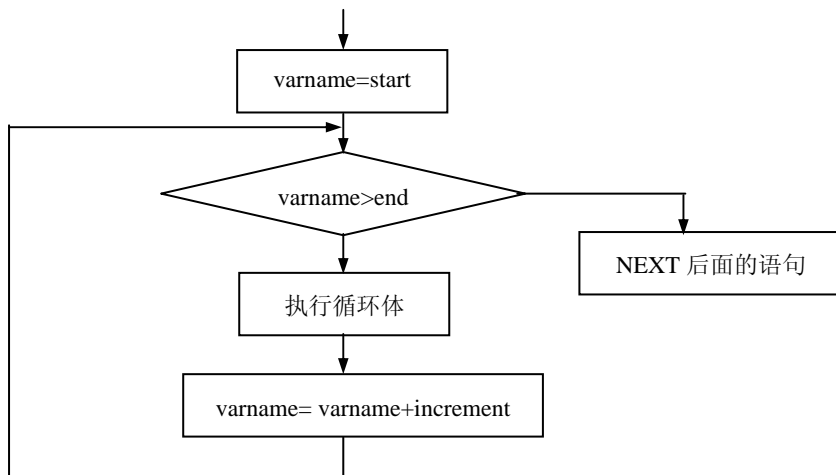 varname=start
varname>end
NEXT 后面的语句
执行循环体
varname= varname+increment